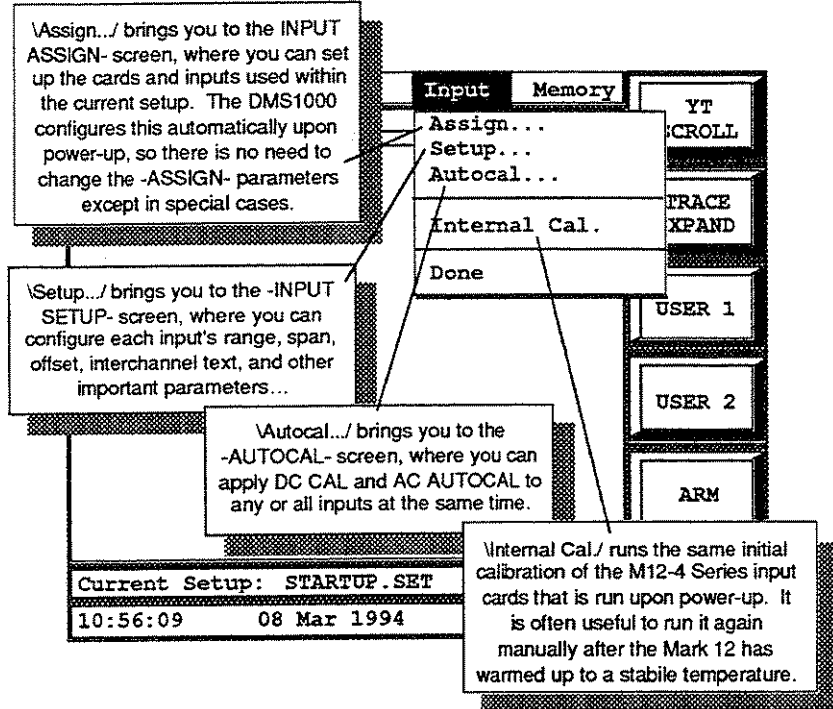 \Assign.../ brings you to the INPUT
ASSIGN- screen, where you can set
up the cards and inputs used within
the current setup. The DMS1000
configures this automatically upon
power-up, so there is no need to
change the -ASSIGN- parameters
except in special cases.
Input Memory
Assign...
Setup...
Autocal...
Internal Cal.
Done
YT
SCROLL
TRACE
EXPAND
USER 1
USER 2
ARM
\Setup.../ brings you to the -INPUT
SETUP- screen, where you can
configure each input's range, span,
offset, interchannel text, and other
important parameters...
\Autocal.../ brings you to the
-AUTOCAL- screen, where you can
apply DC CAL and AC AUTOCAL to
any or all inputs at the same time.
\Internal Cal./ runs the same initial
calibration of the M12-4 Series input
cards that is run upon power-up. It
is often useful to run it again
manually after the Mark 12 has
warmed up to a stabile temperature.
Current Setup: STARTUP.SET
10:56:09 08 Mar 1994